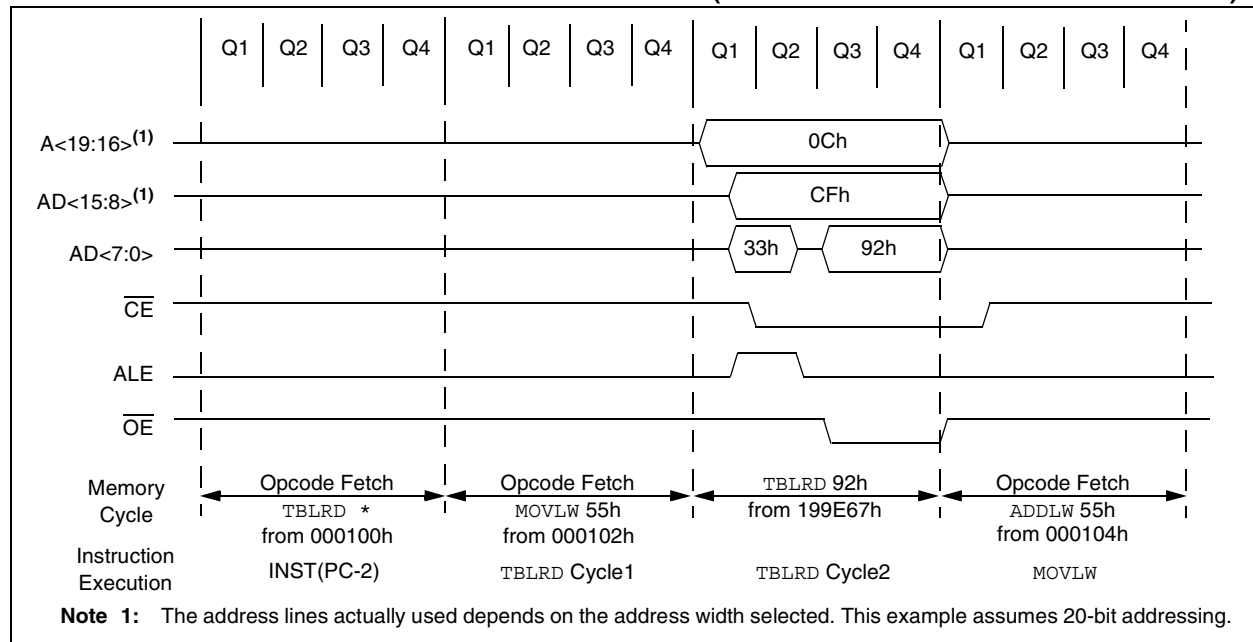 Q1 Q2 Q3 Q4 Q1 Q2 Q3 Q4 Q1 Q2 Q3 Q4 Q1 Q2 Q3 Q4
A<19:16>(1) 0Ch
AD<15:8>(1) CFh
AD<7:0> 33h 92h
CE
ALE
OE
Memory Cycle
Opcode Fetch
TBLRD *
from 000100h
Opcode Fetch
MOVLW 55h
from 000102h
TBLRD 92h
from 199E67h
Opcode Fetch
ADDLW 55h
from 000104h
Instruction Execution
INST(PC-2)
TBLRD Cycle1
TBLRD Cycle2
MOVLW
Note 1: The address lines actually used depends on the address width selected. This example assumes 20-bit addressing.